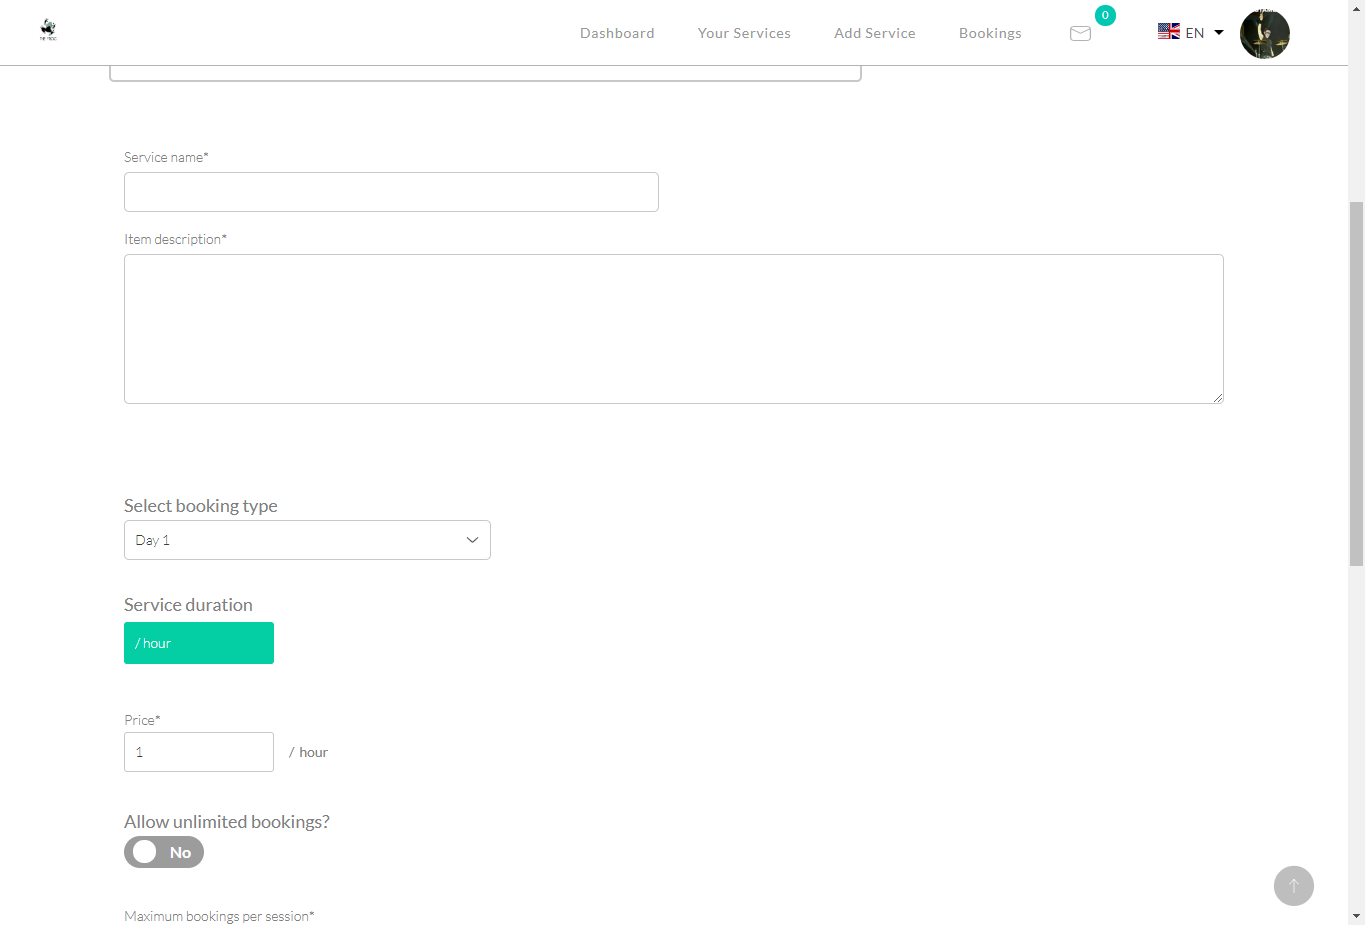 Dashboard
Your Services
Add Service
Bookings
0
EN
Service name*
Item description*
Select booking type
Day 1
Service duration
/ hour
Price*
1
/ hour
Allow unlimited bookings?
No
Maximum bookings per session*